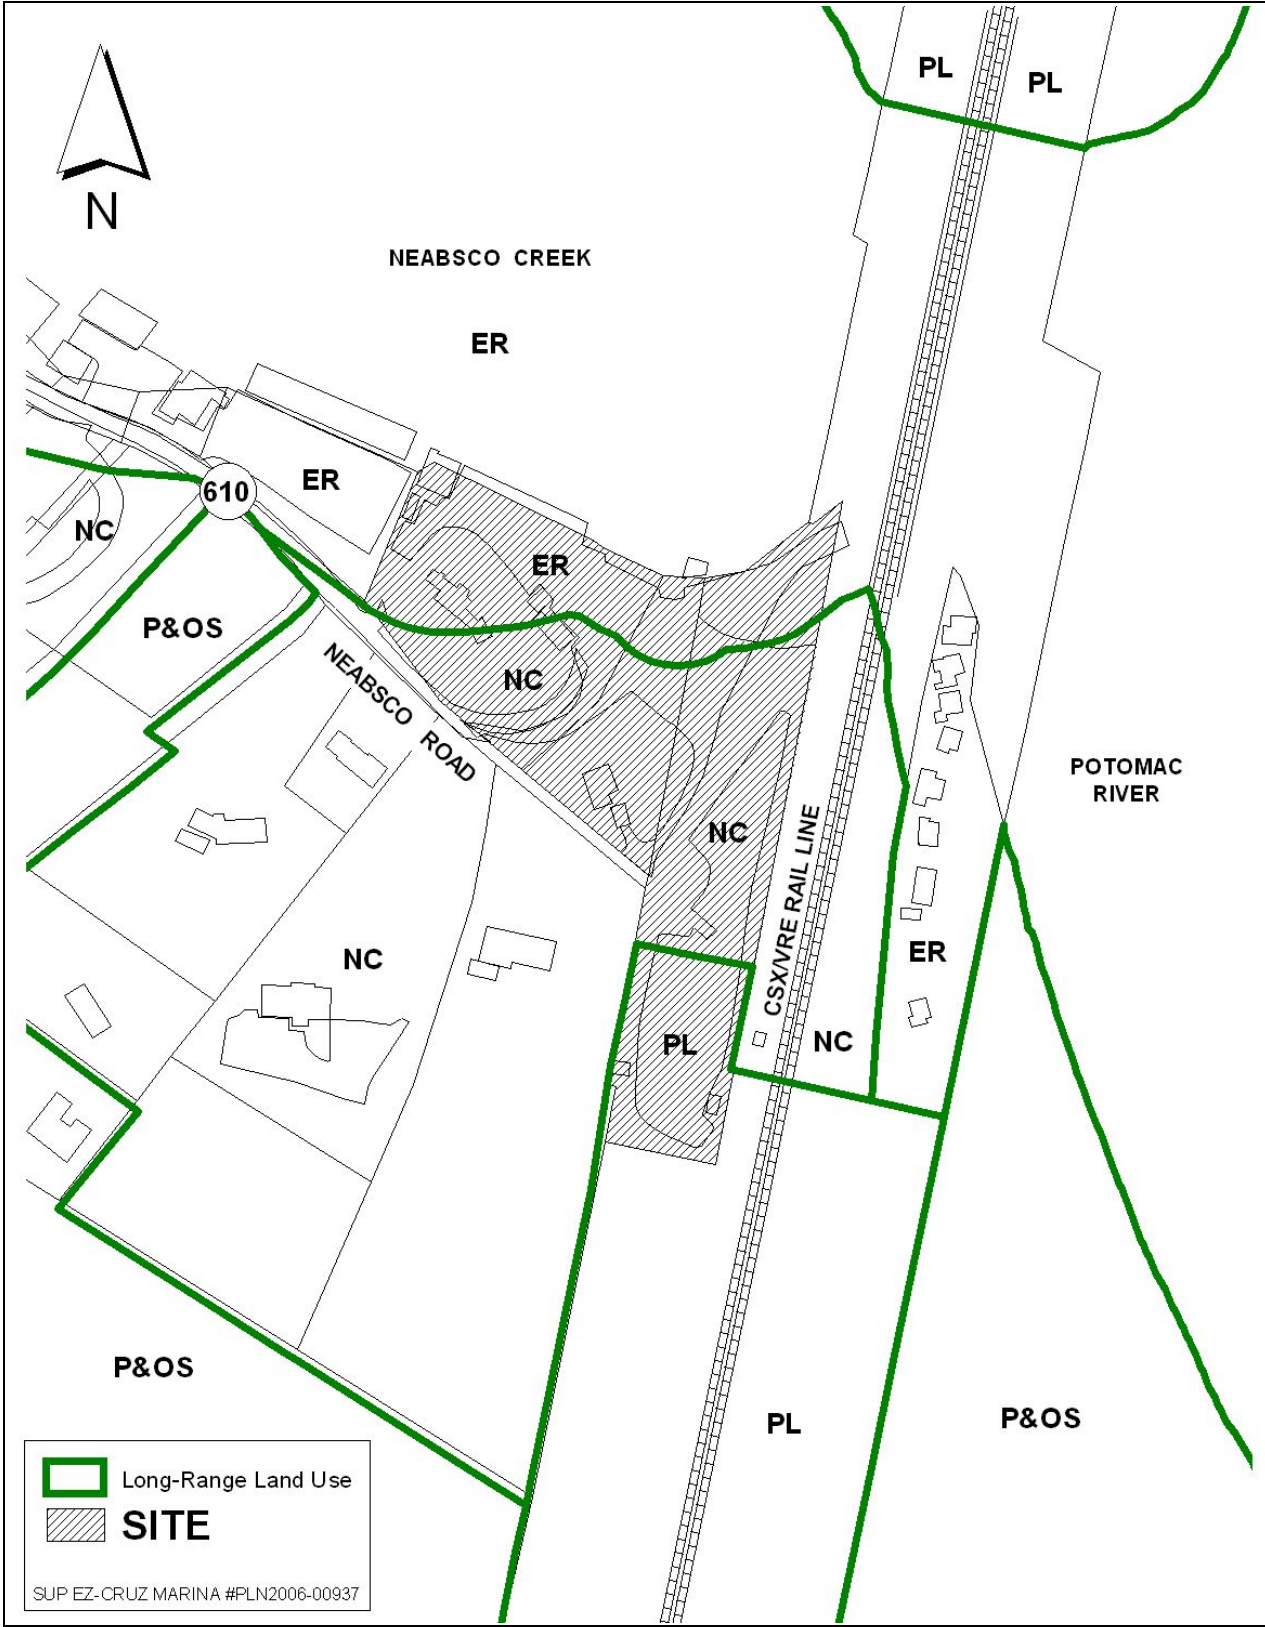 PL
PL
N
NEABSCO CREEK
ER
ER
610
NC
ER
P&OS
NEABSCO ROAD
NC
POTOMAC
RIVER
NC
CSX/VRE RAIL LINE
ER
NC
NC
PL
P&OS
PL
P&OS
Long-Range Land Use
SITE
SUP EZ-CRUZ MARINA #PLN2006-00937